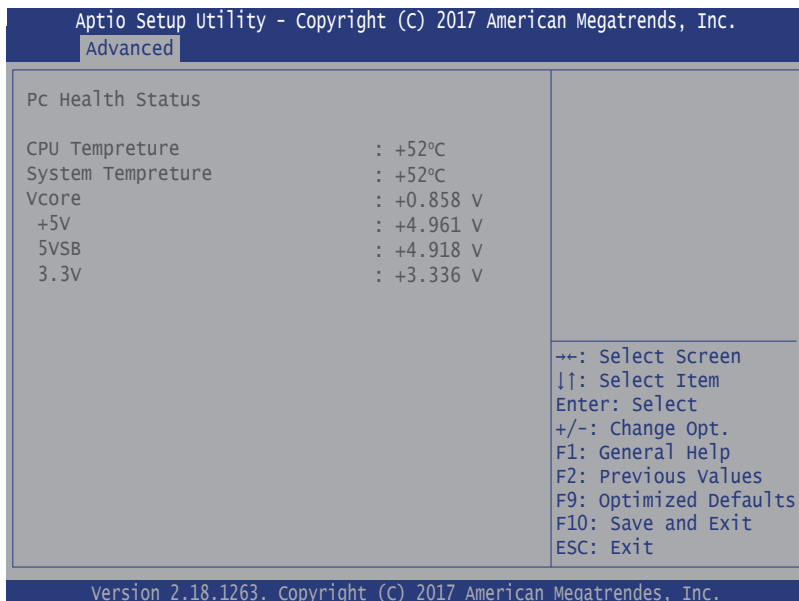 Aptio Setup Utility - Copyright (C) 2017 American Megatrends, Inc.
Advanced
Pc Health Status
CPU Tempreture : +52ºC
System Tempreture : +52ºC
Vcore : +0.858 V
+5V : +4.961 V
5VSB : +4.918 V
3.3V : +3.336 V
→←: Select Screen
↓↑: Select Item
Enter: Select
+/-: Change Opt.
F1: General Help
F2: Previous Values
F9: Optimized Defaults
F10: Save and Exit
ESC: Exit
Version 2.18.1263. Copyright (C) 2017 American Megatrendes, Inc.